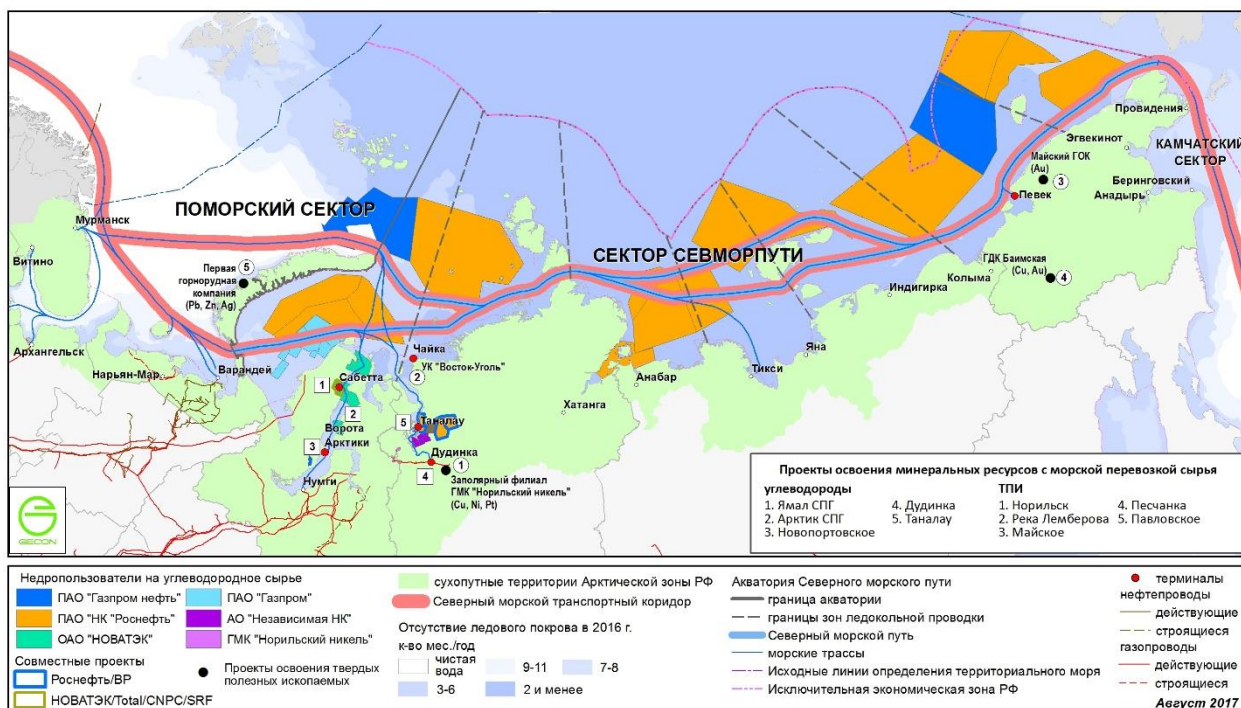 ПОМОРСКИЙ СЕКТОР
СЕКТОР СЕВМОРПУТИ
КАМЧАТСКИЙ
СЕКТОР
Мурманск
Витино
Архангельск
Нарьян-Мар
Варандей
5
Первая
горнорудная
компания
(Pb, Zn, Ag)
Чайка
УК "Восток-Уголь"
2
1
Сабетта
2
Ворота
Арктики
3
Нумги
5
Таналау
Дудинка
4
1
Заполярный филиал
ГМК "Норильский никель"
(Cu, Ni, Pt)
Хатанга
Анабар
Тикси
Яна
Индигирка
Колыма
ГДК Баимская
(Cu, Au)
4
Певек
Майский ГОК
(Au)
3
Эгвекинот
Провидения
Беринговский
Анадырь
GECON
Проекты освоения минеральных ресурсов с морской перевозкой сырья
углеводороды
1. Ямал СПГ
2. Арктик СПГ
3. Новопортовское
4. Дудинка
5. Таналау
ТПИ
1. Норильск
2. Река Лемберова
3. Майское
4. Песчанка
5. Павловское
Недропользователи на углеводородное сырье
ПАО "Газпром нефть"
ПАО "НК "Роснефть"
ОАО "НОВАТЭК"
ПАО "Газпром"
АО "Независимая НК"
ГМК "Норильский никель"
Совместные проекты
Роснефть/BP
НОВАТЭК/Total/CNPC/SRF
Проекты освоения твердых
полезных ископаемых
сухопутные территории Арктической зоны РФ
Северный морской транспортный коридор
Отсутствие ледового покрова в 2016 г.
к-во мес./год
чистая
вода
9-11
7-8
3-6
2 и менее
Акватория Северного морского пути
граница акватории
границы зон ледокольной проводки
Северный морской путь
морские трассы
Исходные линии определения территориального моря
Исключительная экономическая зона РФ
терминалы
нефтепроводы
действующие
строящиеся
газопроводы
действующие
строящиеся
Август 2017